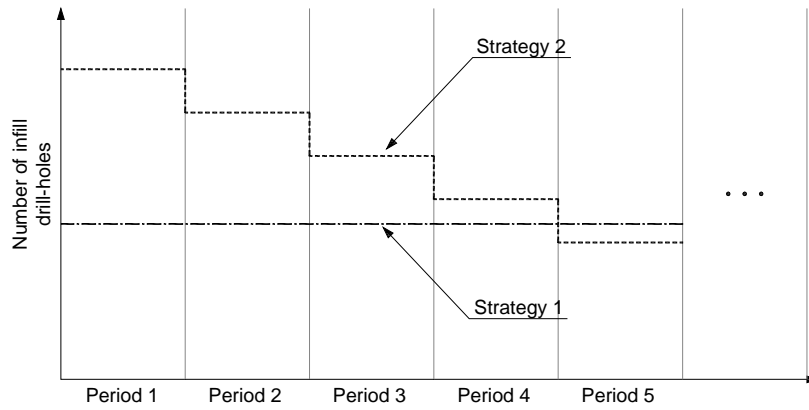 Strategy 2
Number of infill
drill-holes
Strategy 1
Period 1
Period 2
Period 3
Period 4
Period 5